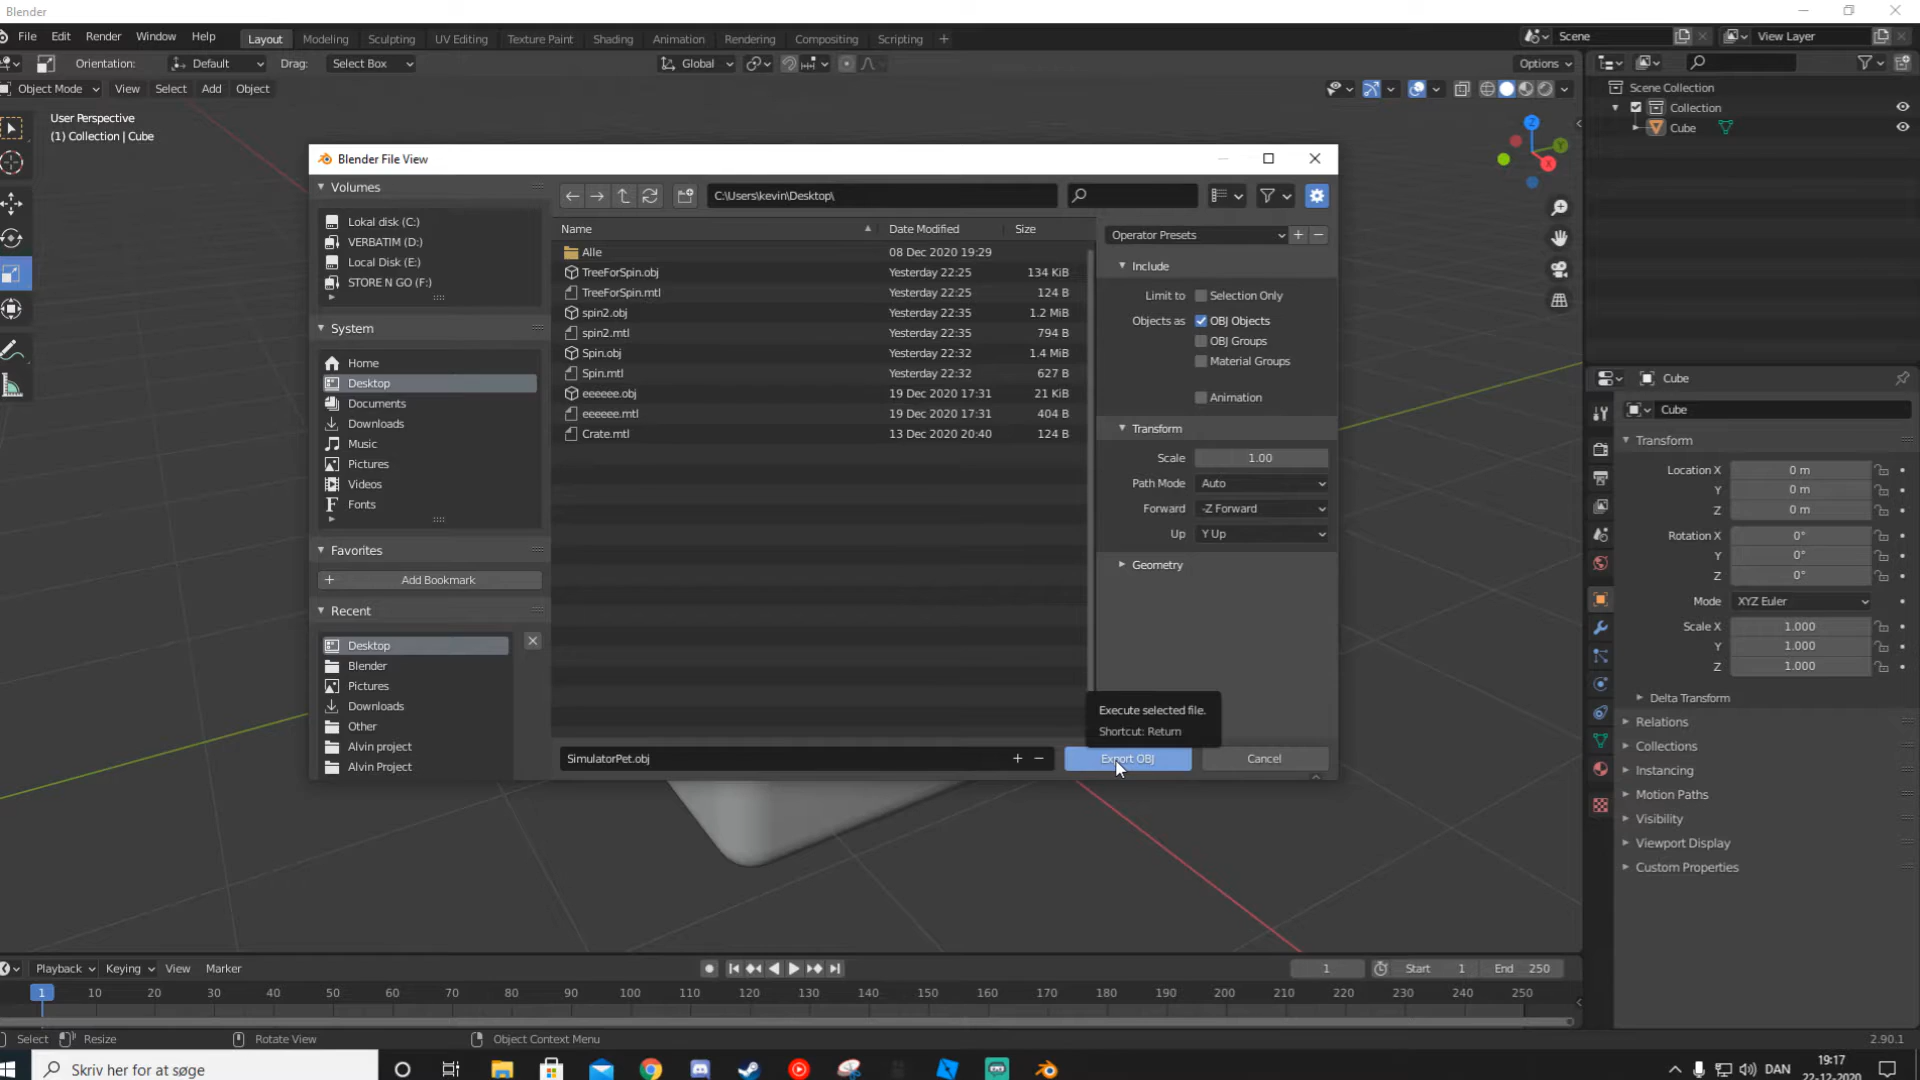 Blender
File Edit Render Window Help Layout Modeling Sculpting UV Editing Texture Paint Shading Animation Rendering Compositing Scripting + Scene View Layer
Orientation: Default Drag: Select Box Global Options
Object Mode View Select Add Object
User Perspective
(1) Collection | Cube
Z
Y
X
Scene Collection
Collection
Cube
Blender File View
Volumes
Lokal disk (C:)
VERBATIM (D:)
Local Disk (E:)
STORE N GO (F:)
System
Home
Desktop
Documents
Downloads
Music
Pictures
Videos
Fonts
Favorites
+ Add Bookmark
Recent
Desktop
Blender
Pictures
Downloads
Other
Alvin project
Alvin Project
C:\Users\kevin\Desktop\
Name Date Modified Size
Alle 08 Dec 2020 19:29
TreeForSpin.obj Yesterday 22:25 134 KiB
TreeForSpin.mtl Yesterday 22:25 124 B
spin2.obj Yesterday 22:35 1.2 MiB
spin2.mtl Yesterday 22:35 794 B
Spin.obj Yesterday 22:32 1.4 MiB
Spin.mtl Yesterday 22:32 627 B
eeeeee.obj 19 Dec 2020 17:31 21 KiB
eeeeee.mtl 19 Dec 2020 17:31 404 B
Crate.mtl 13 Dec 2020 20:40 124 B
Operator Presets + −
Include
Limit to Selection Only
Objects as OBJ Objects
OBJ Groups
Material Groups
Animation
Transform
Scale 1.00
Path Mode Auto
Forward -Z Forward
Up Y Up
Geometry
Execute selected file.
Shortcut: Return
SimulatorPet.obj + − Export OBJ Cancel
Cube
Cube
Transform
Location X 0 m
Y 0 m
Z 0 m
Rotation X 0°
Y 0°
Z 0°
Mode XYZ Euler
Scale X 1.000
Y 1.000
Z 1.000
Delta Transform
Relations
Collections
Instancing
Motion Paths
Visibility
Viewport Display
Custom Properties
Playback Keying View Marker 1 Start 1 End 250
1 10 20 30 40 50 60 70 80 90 100 110 120 130 140 150 160 170 180 190 200 210 220 230 240 250
Select Resize Rotate View Object Context Menu 2.90.1
Skriv her for at søge DAN 19:17
22-12-2020